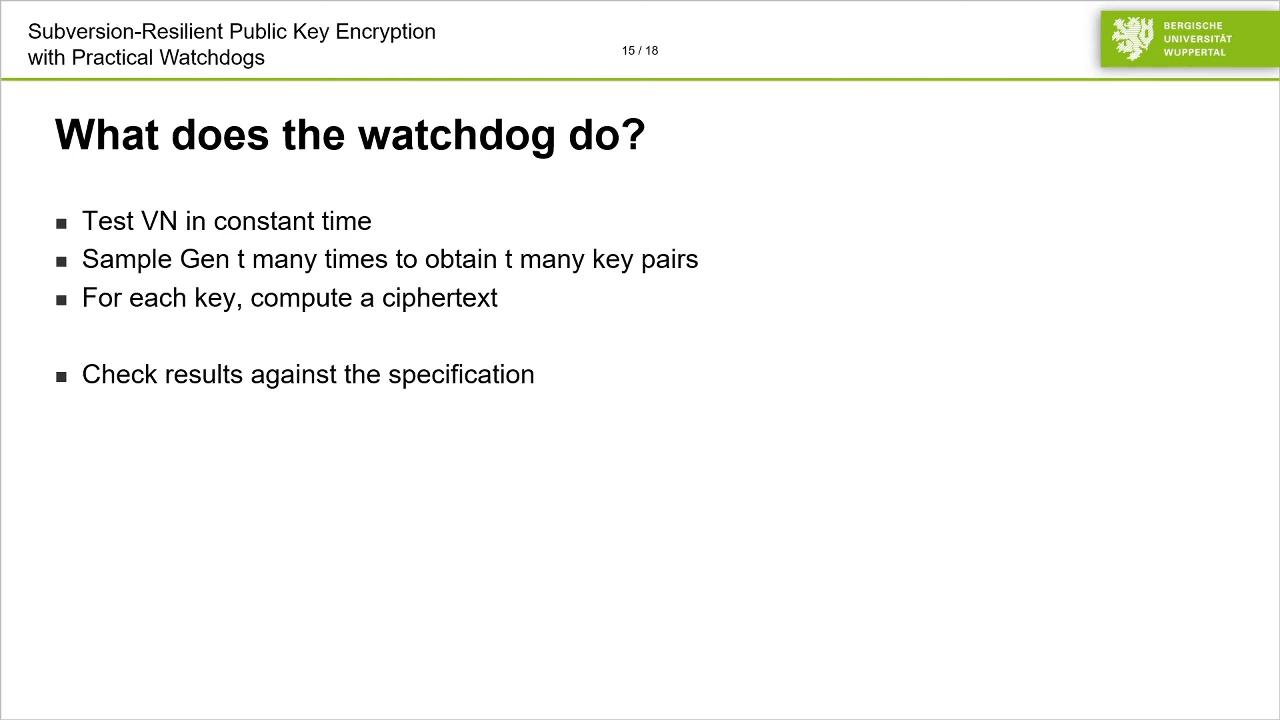 Subversion-Resilient Public Key Encryption
with Practical Watchdogs
15 / 18
BERGISCHE
UNIVERSITÄT
WUPPERTAL
What does the watchdog do?
Test VN in constant time
Sample Gen t many times to obtain t many key pairs
For each key, compute a ciphertext
Check results against the specification